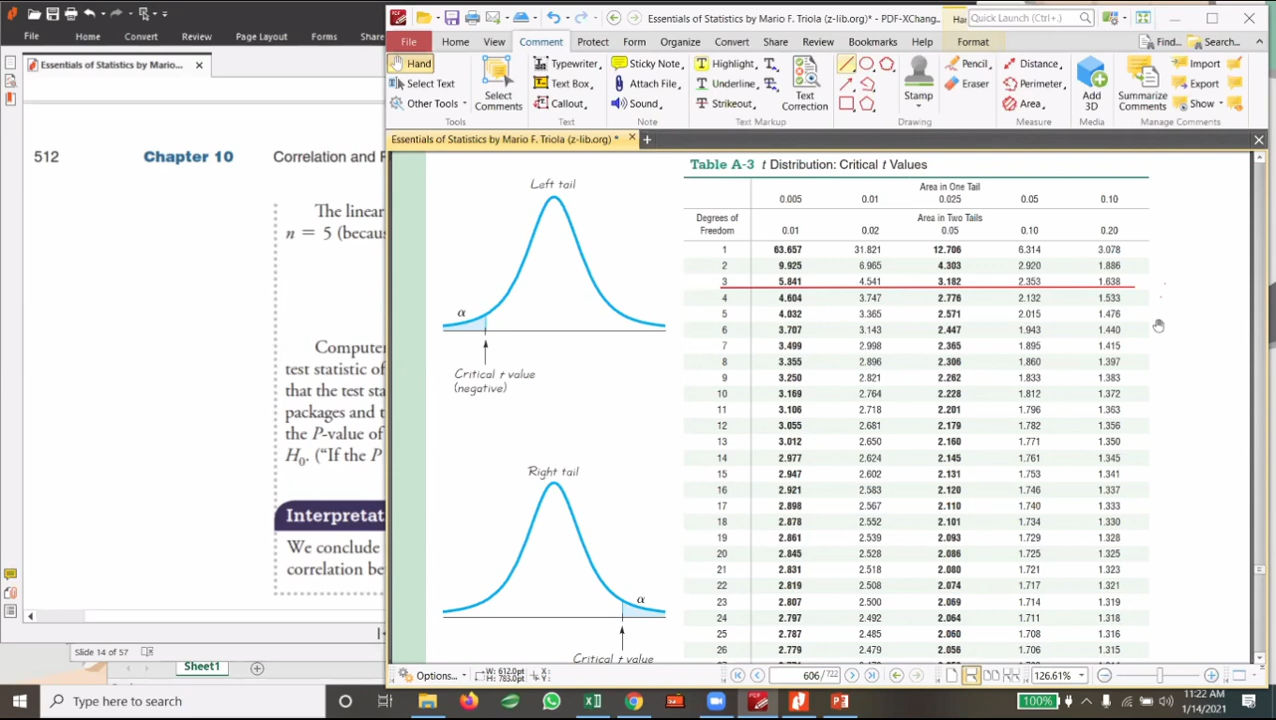 Essentials of Statistics by Mario F. Triola (z-lib.org)* - PDF-XChang...
Quick Launch (Ctrl+.)
File
Home
Convert
Review
Page Layout
Forms
Share
File
Home
View
Comment
Protect
Form
Organize
Convert
Share
Review
Bookmarks
Help
Format
Find...
Search...
Essentials of Statistics by Mario...
Hand
Select Text
Other Tools
Tools
Select Comments
Typewriter
Text Box
Callout
Sticky Note
Attach File
Sound
Note
Highlight
Underline
Strikeout
Text Correction
Text Markup
Stamp
Drawing
Pencil
Eraser
Distance
Perimeter
Area
Measure
Add 3D
Media
Summarize Comments
Import
Export
Show
Manage Comments
Essentials of Statistics by Mario F. Triola (z-lib.org) *
512 Chapter 10 Correlation and R
The linear
n = 5 (becau
Compute
test statistic of
that the test sta
packages and t
the P-value of
H0. ("If the P
Interpretat
We conclude
correlation be
Left tail
α
Critical t value
(negative)
Right tail
α
Critical t value
Table A-3 t Distribution: Critical t Values
Area in One Tail
0.005 0.01 0.025 0.05 0.10
Degrees of Freedom
Area in Two Tails
0.01 0.02 0.05 0.10 0.20
1 63.657 31.821 12.706 6.314 3.078
2 9.925 6.965 4.303 2.920 1.886
3 5.841 4.541 3.182 2.353 1.638
4 4.604 3.747 2.776 2.132 1.533
5 4.032 3.365 2.571 2.015 1.476
6 3.707 3.143 2.447 1.943 1.440
7 3.499 2.998 2.365 1.895 1.415
8 3.355 2.896 2.306 1.860 1.397
9 3.250 2.821 2.262 1.833 1.383
10 3.169 2.764 2.228 1.812 1.372
11 3.106 2.718 2.201 1.796 1.363
12 3.055 2.681 2.179 1.782 1.356
13 3.012 2.650 2.160 1.771 1.350
14 2.977 2.624 2.145 1.761 1.345
15 2.947 2.602 2.131 1.753 1.341
16 2.921 2.583 2.120 1.746 1.337
17 2.898 2.567 2.110 1.740 1.333
18 2.878 2.552 2.101 1.734 1.330
19 2.861 2.539 2.093 1.729 1.328
20 2.845 2.528 2.086 1.725 1.325
21 2.831 2.518 2.080 1.721 1.323
22 2.819 2.508 2.074 1.717 1.321
23 2.807 2.500 2.069 1.714 1.319
24 2.797 2.492 2.064 1.711 1.318
25 2.787 2.485 2.060 1.708 1.316
26 2.779 2.479 2.056 1.706 1.315
Slide 14 of 57
Sheet1
Options...
W: 612.0pt
H: 783.0pt
X:
Y:
606 / 722
126.61%
Type here to search
100%
11:22 AM
1/14/2021